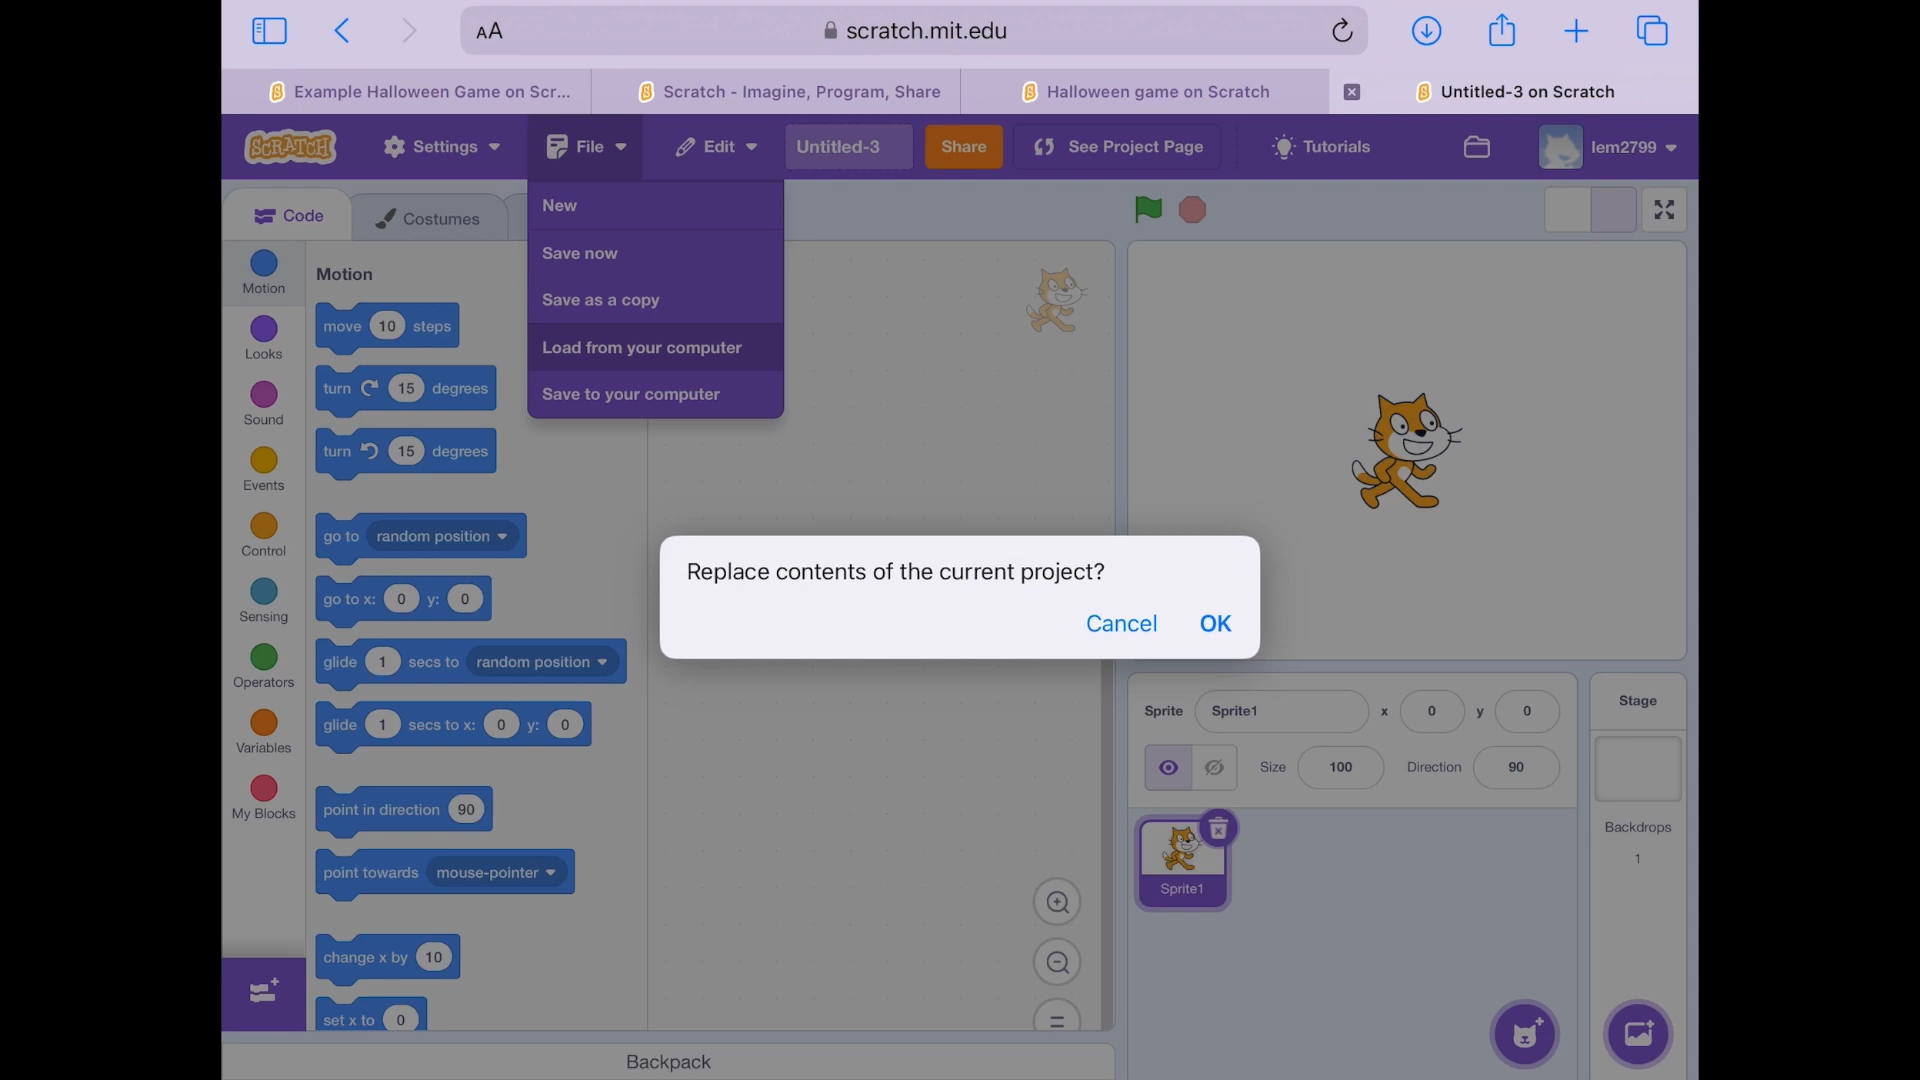 AA
scratch.mit.edu
Example Halloween Game on Scr...
Scratch - Imagine, Program, Share
Halloween game on Scratch
Untitled-3 on Scratch
SCRATCH
Settings
File
Edit
Untitled-3
Share
See Project Page
Tutorials
lem2799
Code
Costumes
New
Save now
Save as a copy
Load from your computer
Save to your computer
Motion
Looks
Sound
Events
Control
Sensing
Operators
Variables
My Blocks
Motion
move 10 steps
turn 15 degrees
turn 15 degrees
go to random position
go to x: 0 y: 0
glide 1 secs to random position
glide 1 secs to x: 0 y: 0
point in direction 90
point towards mouse-pointer
change x by 10
set x to 0
Replace contents of the current project?
Cancel OK
Sprite Sprite1 x 0 y 0
Size 100 Direction 90
Sprite1
Stage
Backdrops
1
Backpack